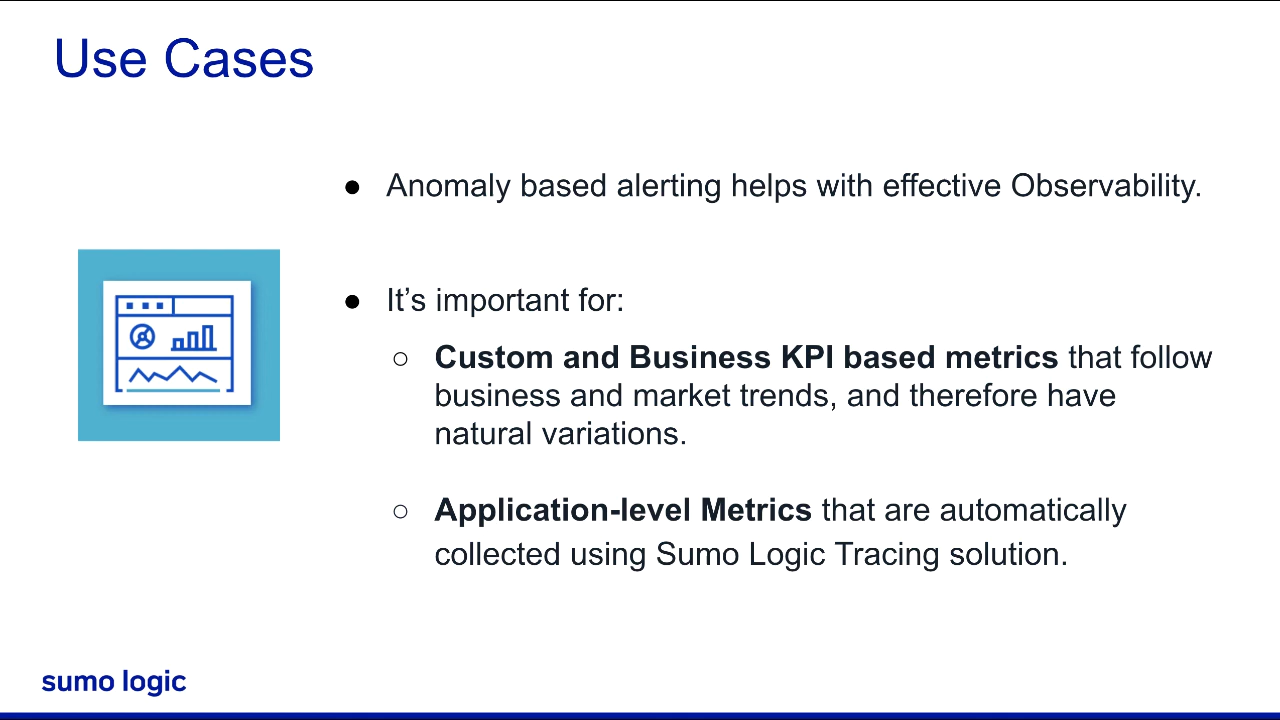 Use Cases
● Anomaly based alerting helps with effective Observability.
● It’s important for:
○ Custom and Business KPI based metrics that follow
business and market trends, and therefore have
natural variations.
○ Application-level Metrics that are automatically
collected using Sumo Logic Tracing solution.
sumo logic